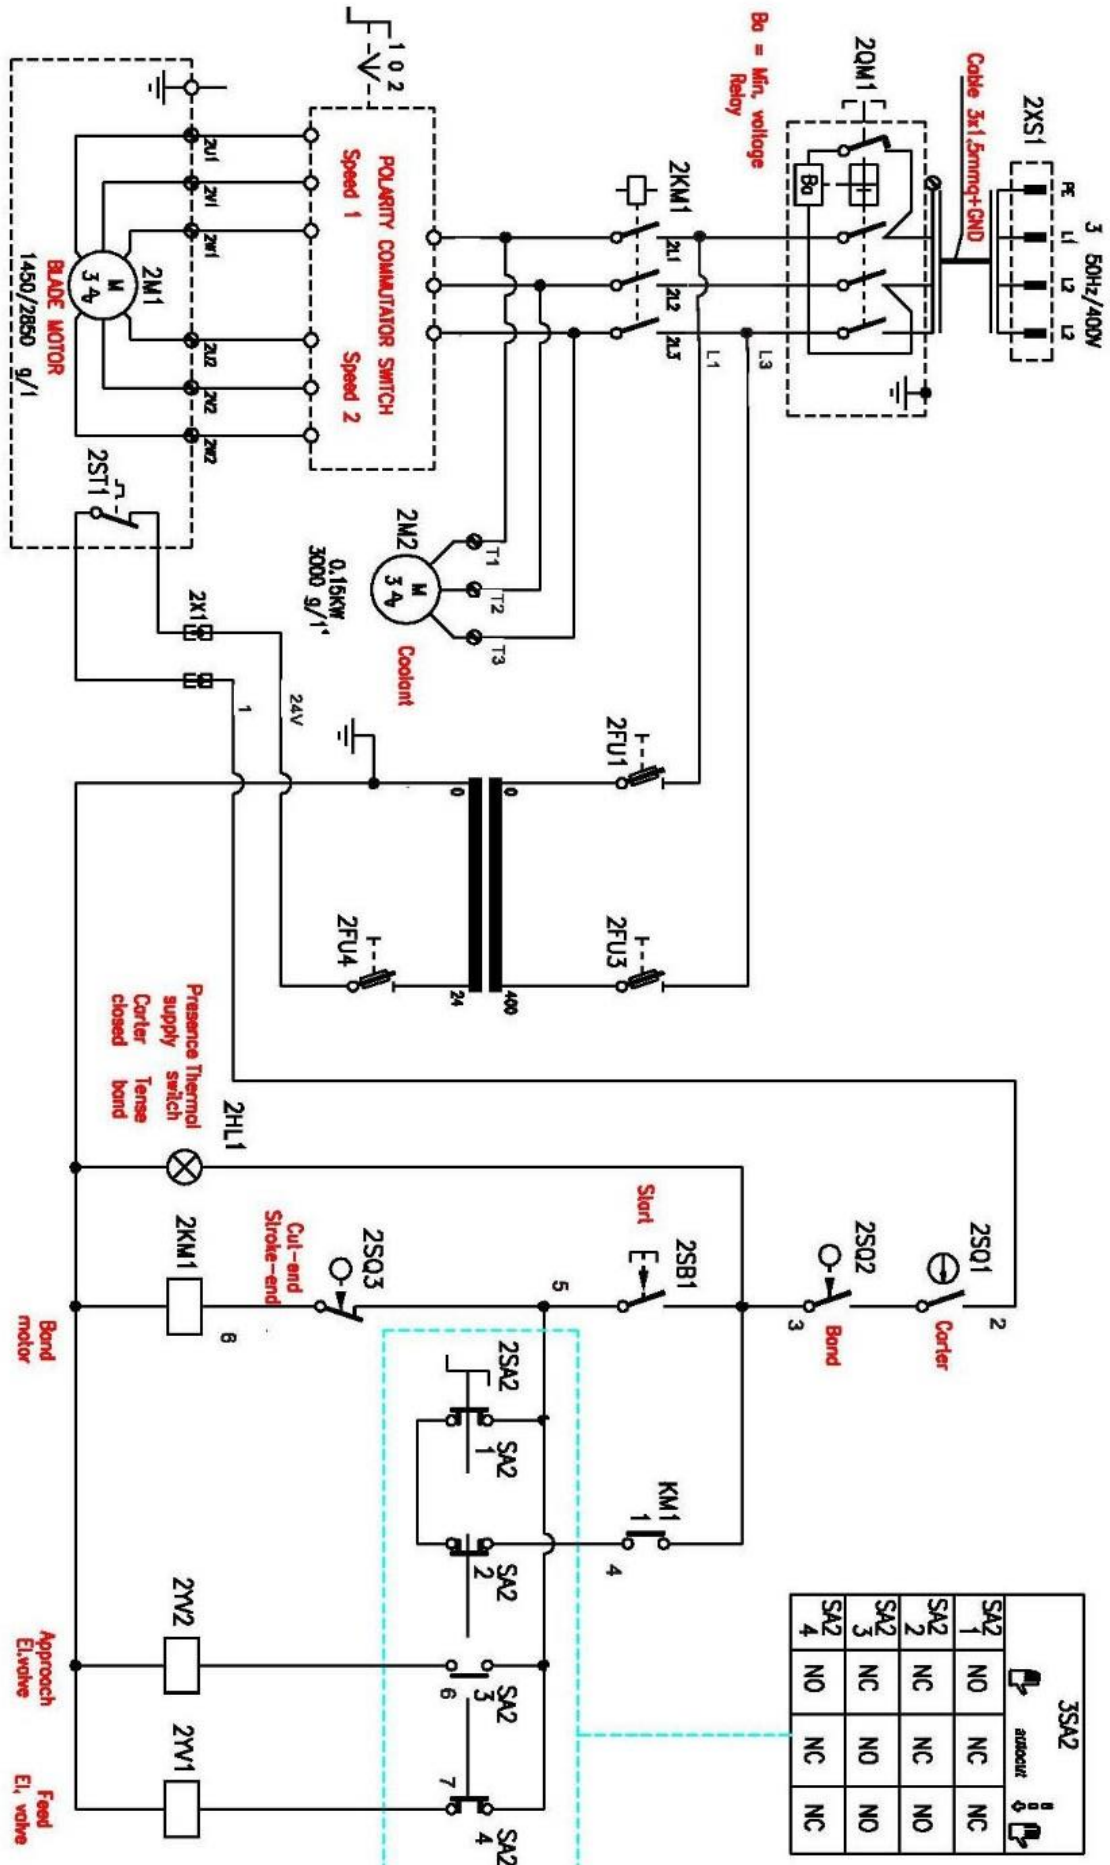 3 50Hz/400V
PE
L1
L2
L2
2XS1
Cable 3x1.5mmq+GND
2QM1
Ba
Ba = Min. voltage
Relay
2KM1
2L1
2L2
2L3
L1
L3
1 0 2
POLARITY COMMUTATOR SWITCH
Speed 1
Speed 2
2U1
2V1
2W1
2U2
2V2
2W2
2M1
M
3
BLADE MOTOR
1450/2850 g/1
2ST1
2X1
24V
1
2M2
M
3
T1
T2
T3
0.15KW
3000 g/1'
Coolant
2FU1
2FU3
0
400
0
24
2FU4
2SQ1
Carter
2
2SQ2
Band
3
2SB1
Start
5
2SQ3
Cut-end
Stroke-end
6
2HL1
Presence Thermal
supply switch
Carter Tense
closed band
2KM1
Band
motor
KM1
1
4
2SA2
SA2
1
SA2
2
SA2
3
6
SA2
4
7
2YV2
Approach
El.valve
2YV1
Feed
El, valve
3SA2
autocut
SA2 1 NO NC NC
SA2 2 NC NC NC
SA2 3 NC NO NO
SA2 4 NO NC NC